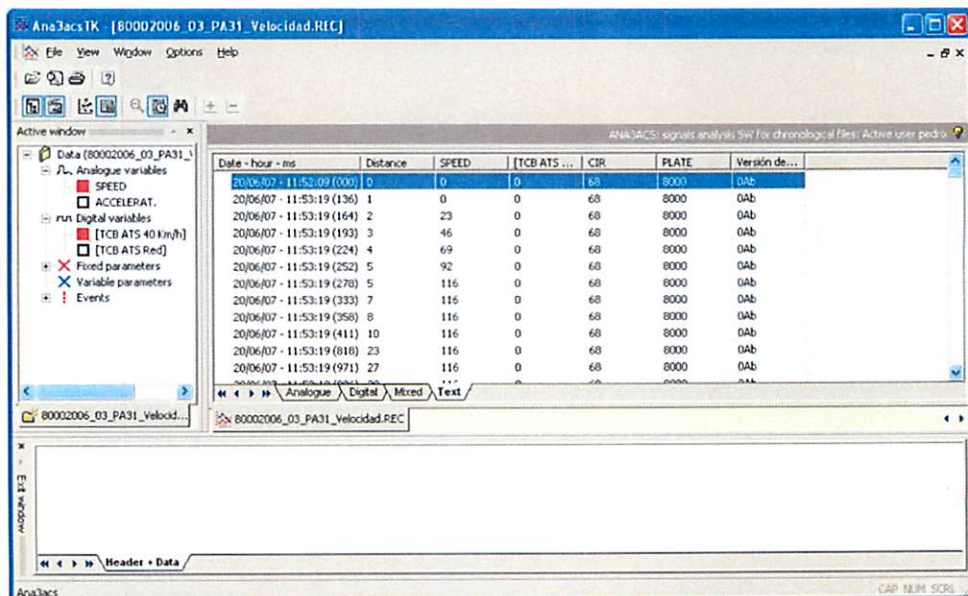 Ana3acsTK - [80002006_03_PA31_Velocidad.REC]
File View Window Options Help
Active window
ANA3ACS: signals analysis SW for chronological files: Active user pedro
Data (80002006_03_PA31_V
Analogue variables
SPEED
ACCELERAT.
Digital variables
[TCB ATS 40 Km/h]
[TCB ATS Red]
Fixed parameters
Variable parameters
Events
80002006_03_PA31_Velocid...
Date - hour - ms Distance SPEED [TCB ATS ... CIR PLATE Versión de...
20/06/07 - 11:52:09 (000) 0 0 0 68 8000 0Ab
20/06/07 - 11:53:19 (136) 1 0 0 68 8000 0Ab
20/06/07 - 11:53:19 (164) 2 23 0 68 8000 0Ab
20/06/07 - 11:53:19 (193) 3 46 0 68 8000 0Ab
20/06/07 - 11:53:19 (224) 4 69 0 68 8000 0Ab
20/06/07 - 11:53:19 (252) 5 92 0 68 8000 0Ab
20/06/07 - 11:53:19 (278) 5 116 0 68 8000 0Ab
20/06/07 - 11:53:19 (333) 7 116 0 68 8000 0Ab
20/06/07 - 11:53:19 (358) 8 116 0 68 8000 0Ab
20/06/07 - 11:53:19 (411) 10 116 0 68 8000 0Ab
20/06/07 - 11:53:19 (818) 23 116 0 68 8000 0Ab
20/06/07 - 11:53:19 (971) 27 116 0 68 8000 0Ab
Analogue Digital Mixed Text
80002006_03_PA31_Velocidad.REC
Exit window
Header + Data
Ana3acs
CAP NUM SCRL